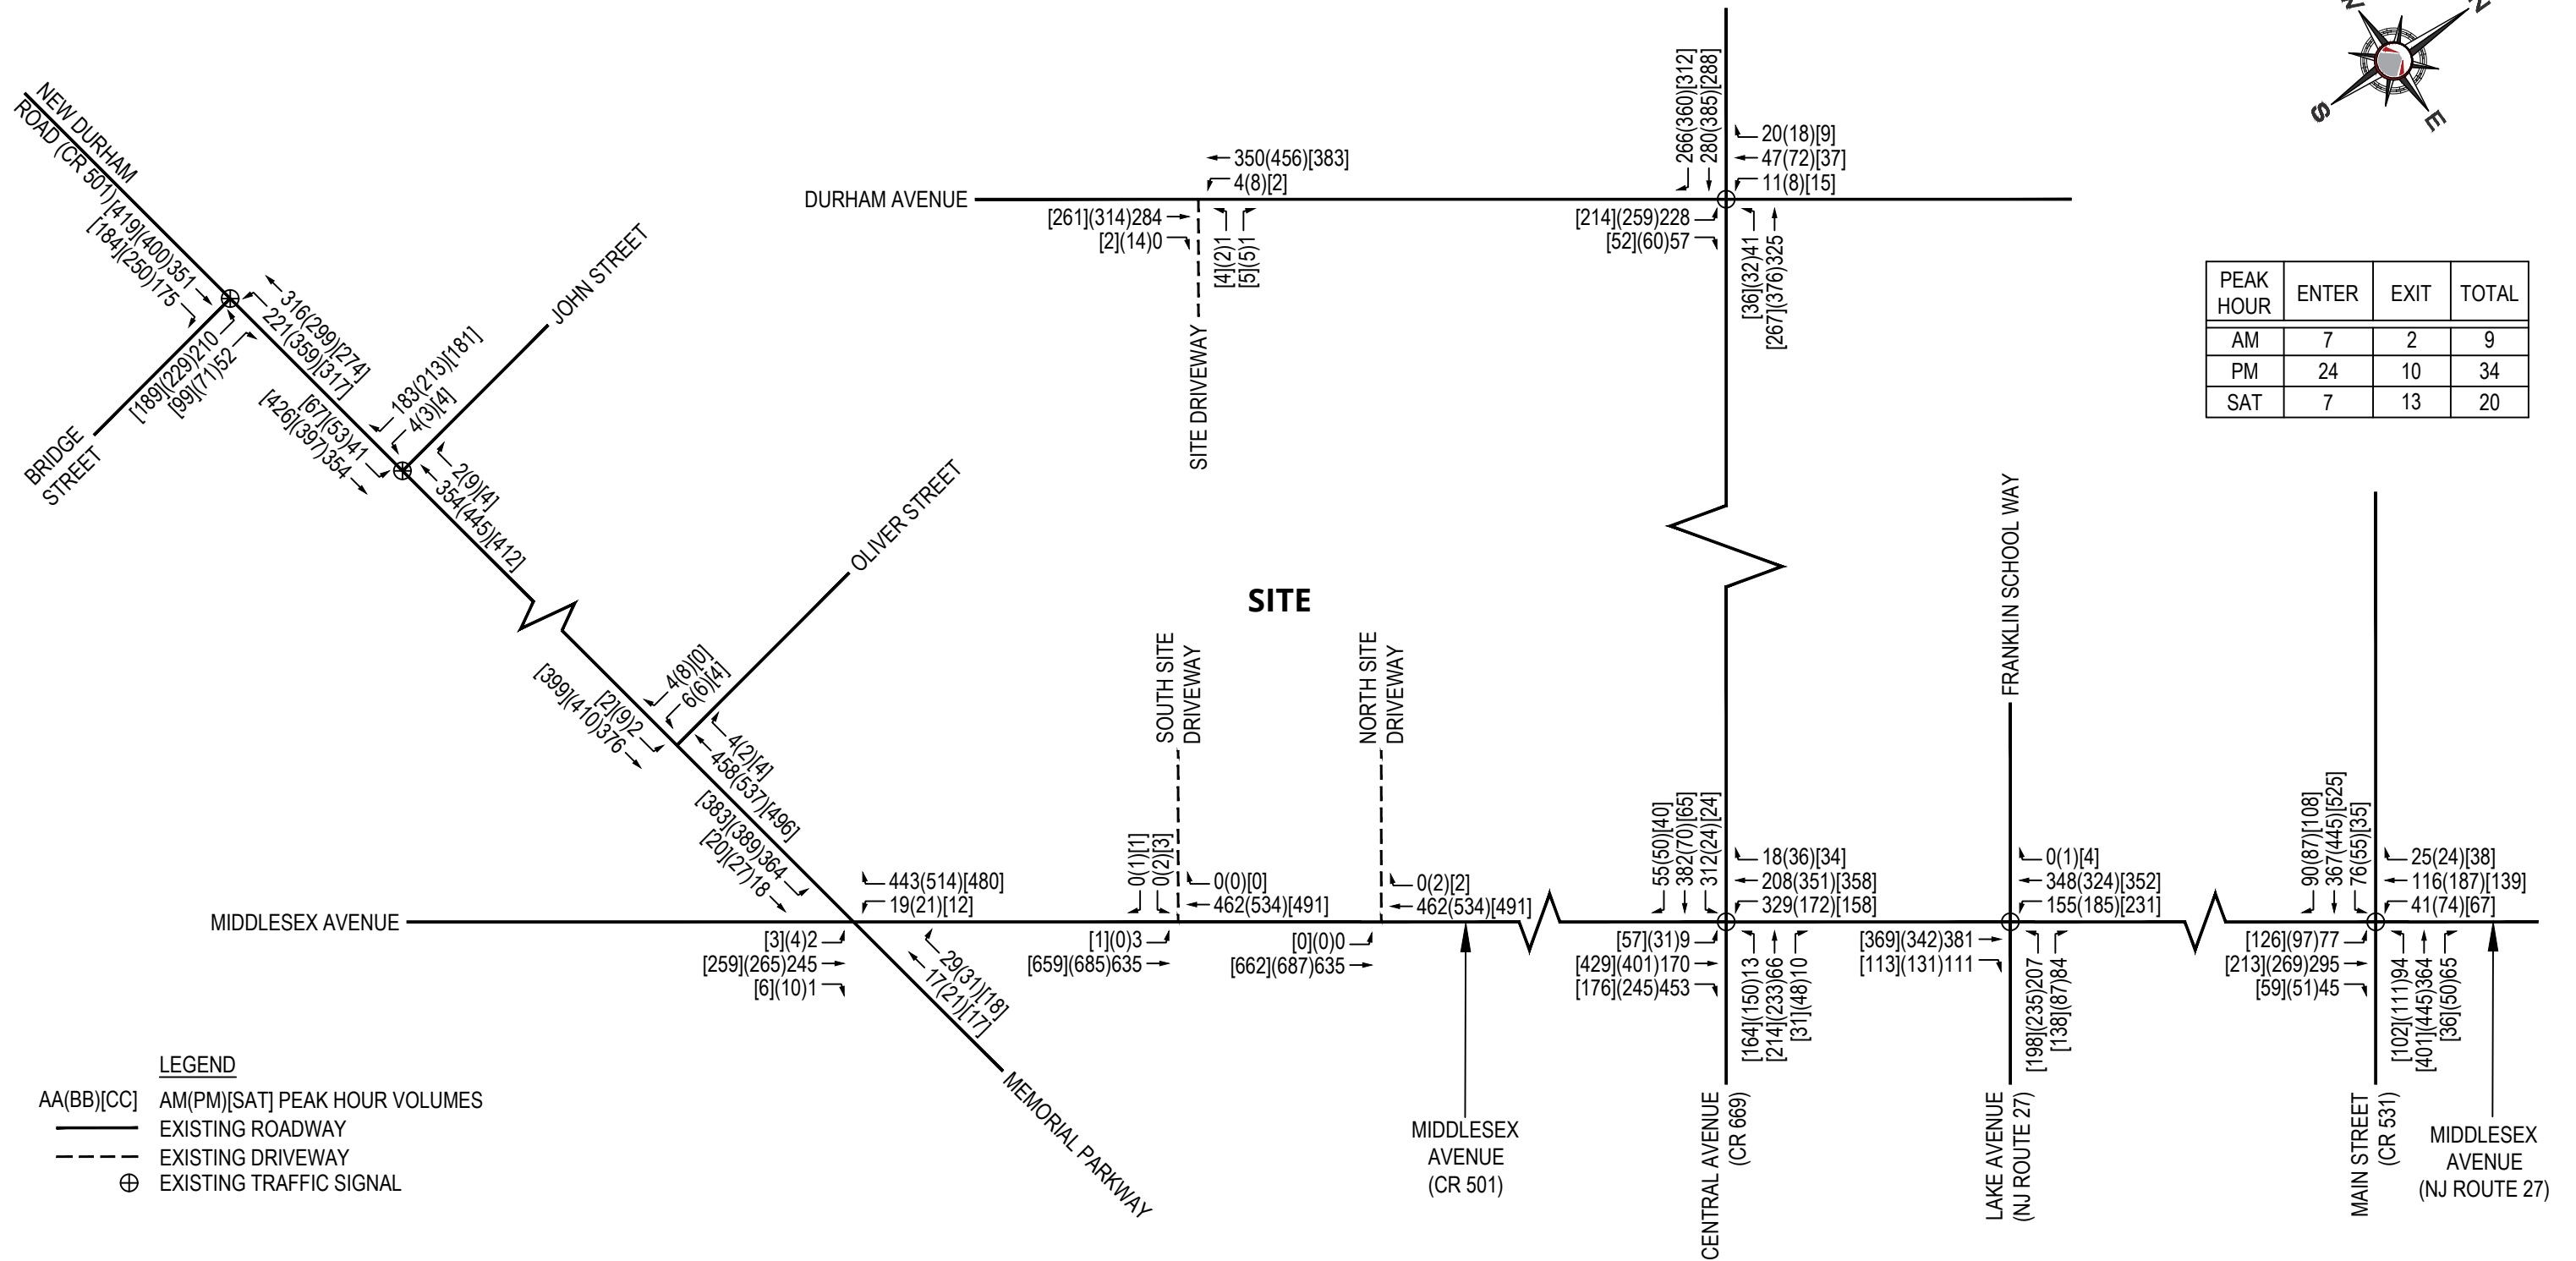 N
N
S
E
NEW DURHAM
ROAD (CR 501)
[419](400)351
[184](250)175
316(299)[274]
221(359)[317]
[189](229)210
[99](71)52
BRIDGE
STREET
183(213)[181]
4(3)[4]
JOHN STREET
[67](53)41
[426](397)354
2(9)[4]
354(445)[412]
OLIVER STREET
4(8)[0]
6(6)[4]
[2](9)2
[399](410)376
4(2)[4]
458(537)[496]
[383](389)364
[20](27)18
DURHAM AVENUE
350(456)[383]
4(8)[2]
[261](314)284
[2](14)0
[4](2)1
[5](5)1
SITE DRIVEWAY
266(360)[312]
280(385)[288]
20(18)[9]
47(72)[37]
11(8)[15]
[214](259)228
[52](60)57
[36](32)41
[267](376)325
PEAK
HOUR ENTER EXIT TOTAL
AM 7 2 9
PM 24 10 34
SAT 7 13 20
SITE
MIDDLESEX AVENUE
443(514)[480]
19(21)[12]
[3](4)2
[259](265)245
[6](10)1
29(31)[18]
17(21)[17]
MEMORIAL PARKWAY
SOUTH SITE
DRIVEWAY
0(1)[1]
0(2)[3]
0(0)[0]
462(534)[491]
[1](0)3
[659](685)635
NORTH SITE
DRIVEWAY
0(2)[2]
462(534)[491]
[0](0)0
[662](687)635
MIDDLESEX
AVENUE
(CR 501)
55(50)[40]
382(70)[65]
312(24)[24]
18(36)[34]
208(351)[358]
329(172)[158]
[57](31)9
[429](401)170
[176](245)453
[164](150)13
[214](233)66
[31](48)10
CENTRAL AVENUE
(CR 669)
FRANKLIN SCHOOL WAY
0(1)[4]
348(324)[352]
155(185)[231]
[369](342)381
[113](131)111
[198](235)207
[138](87)84
LAKE AVENUE
(NJ ROUTE 27)
90(87)[108]
367(445)[525]
76(55)[35]
25(24)[38]
116(187)[139]
41(74)[67]
[126](97)77
[213](269)295
[59](51)45
[102](111)94
[401](445)364
[36](50)65
MAIN STREET
(CR 531)
MIDDLESEX
AVENUE
(NJ ROUTE 27)
LEGEND
AA(BB)[CC] AM(PM)[SAT] PEAK HOUR VOLUMES
EXISTING ROADWAY
EXISTING DRIVEWAY
EXISTING TRAFFIC SIGNAL